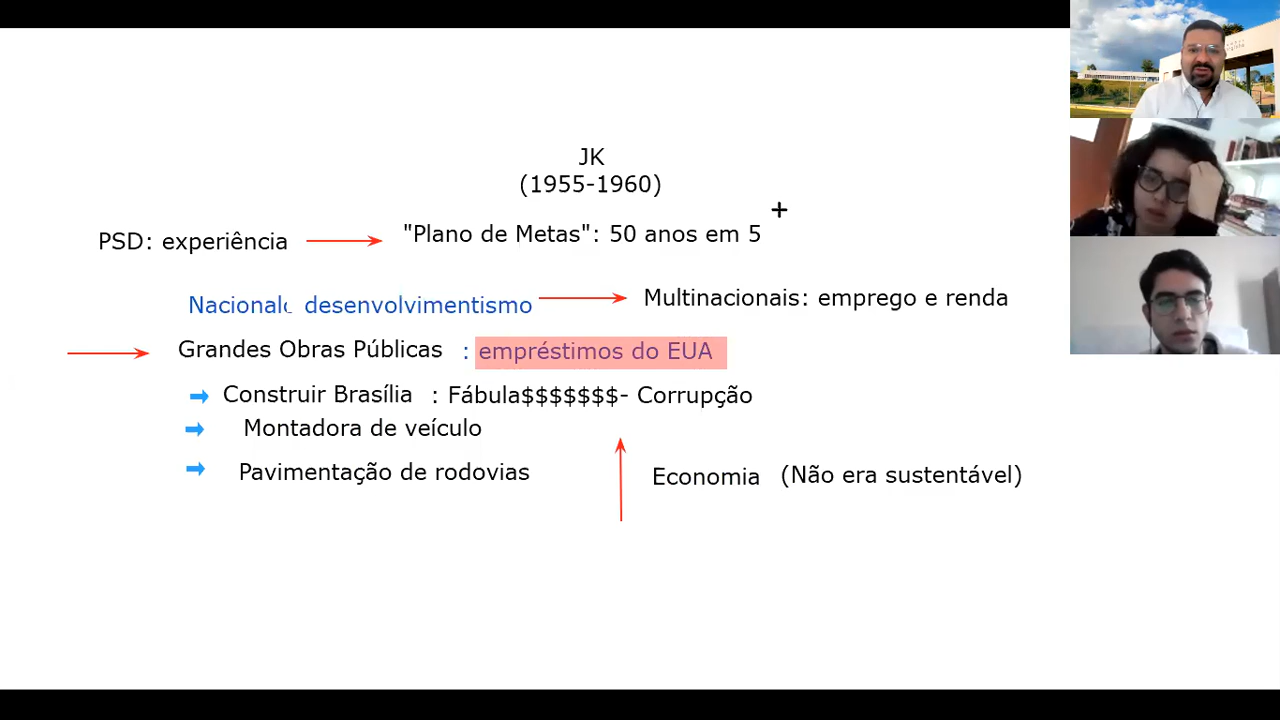 JK
(1955-1960)
PSD: experiência
"Plano de Metas": 50 anos em 5
desenvolvimentismo
Multinacionais: emprego e renda
Grandes Obras Públicas : empréstimos do EUA
Construir Brasília : Fábula$$$$$$$- Corrupção
Montadora de veículo
Pavimentação de rodovias
Economia (Não era sustentável)